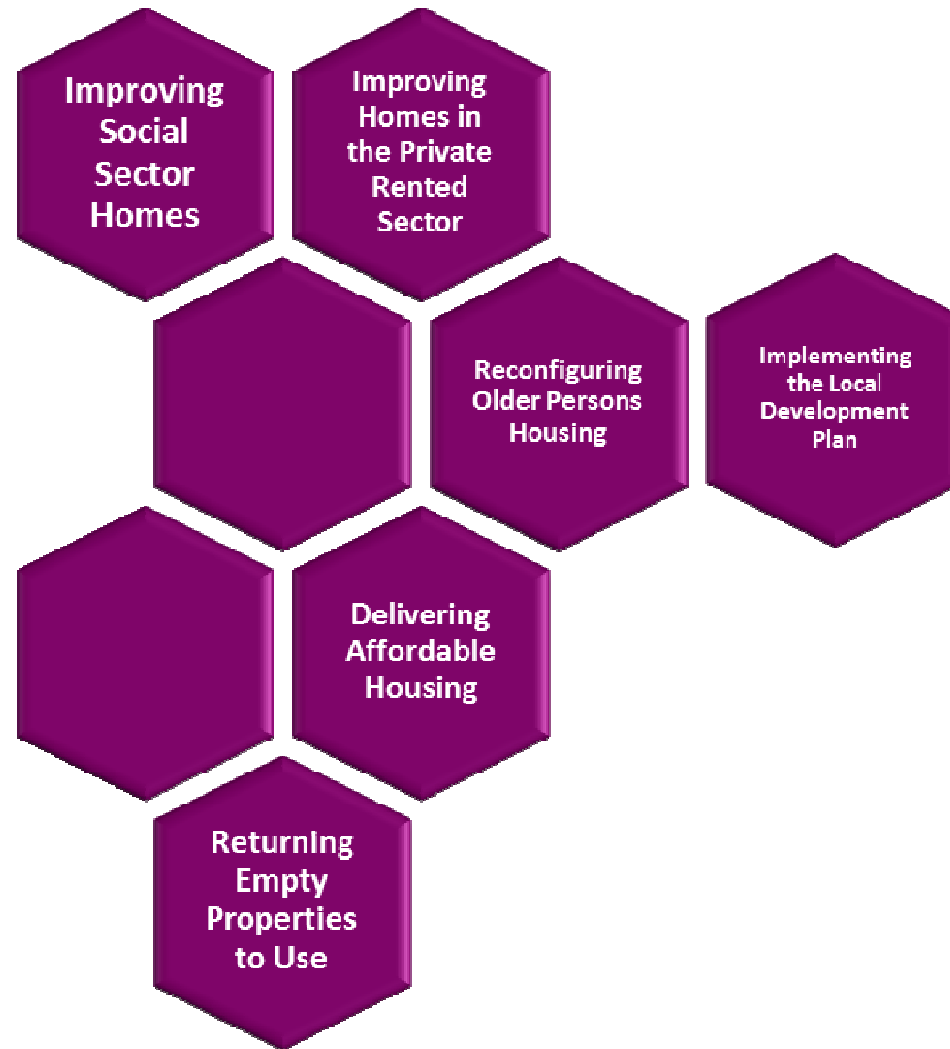 Improving
Social
Sector
Homes
Improving
Homes in
the Private
Rented
Sector
Reconfiguring
Older Persons
Housing
Implementing
the Local
Development
Plan
Delivering
Affordable
Housing
Returning
Empty
Properties
to Use